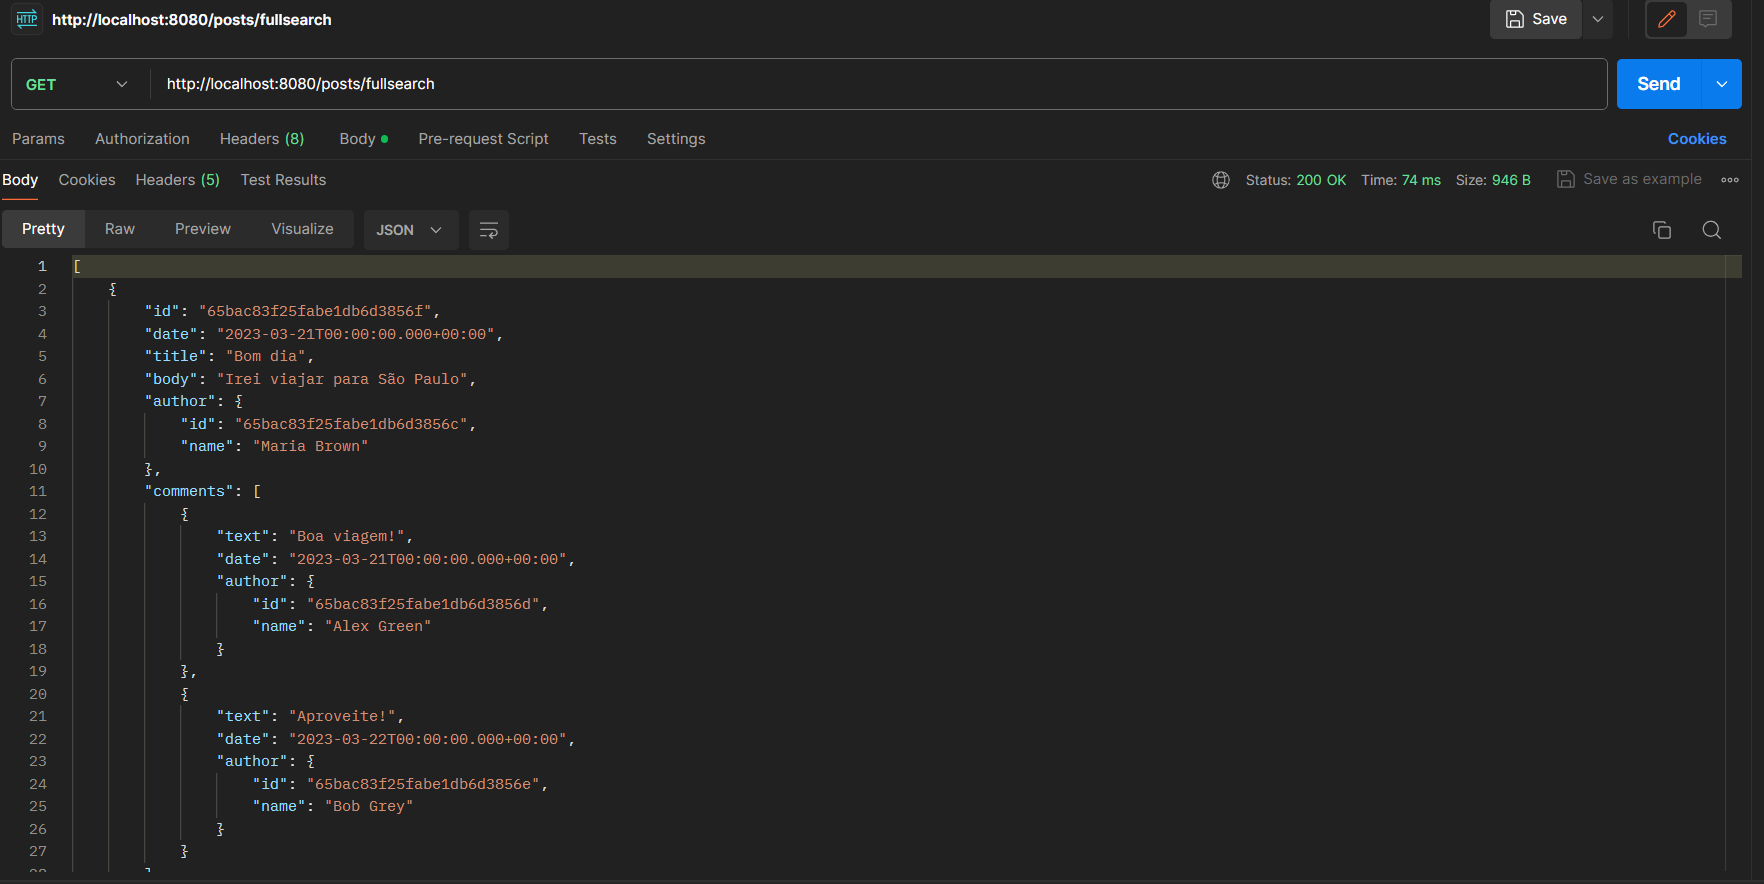 HTTP http://localhost:8080/posts/fullsearch Save
GET http://localhost:8080/posts/fullsearch Send
Params Authorization Headers (8) Body Pre-request Script Tests Settings Cookies
Body Cookies Headers (5) Test Results Status: 200 OK Time: 74 ms Size: 946 B Save as example
Pretty Raw Preview Visualize JSON
1 [
2 {
3 "id": "65bac83f25fabe1db6d3856f",
4 "date": "2023-03-21T00:00:00.000+00:00",
5 "title": "Bom dia",
6 "body": "Irei viajar para São Paulo",
7 "author": {
8 "id": "65bac83f25fabe1db6d3856c",
9 "name": "Maria Brown"
10 },
11 "comments": [
12 {
13 "text": "Boa viagem!",
14 "date": "2023-03-21T00:00:00.000+00:00",
15 "author": {
16 "id": "65bac83f25fabe1db6d3856d",
17 "name": "Alex Green"
18 }
19 },
20 {
21 "text": "Aproveite!",
22 "date": "2023-03-22T00:00:00.000+00:00",
23 "author": {
24 "id": "65bac83f25fabe1db6d3856e",
25 "name": "Bob Grey"
26 }
27 }